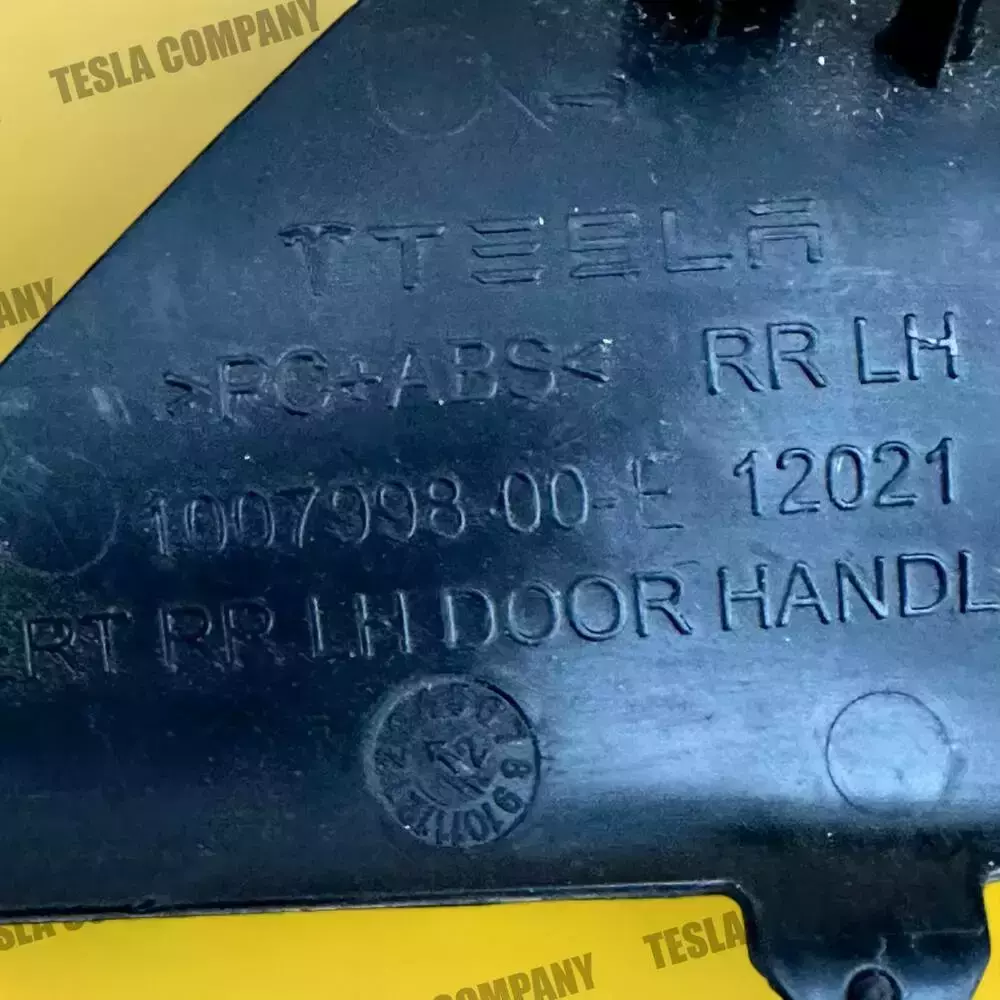 TESLA COMPANY
TESLA
>PC+ABS< RR LH
1007998-00-E 12021
RT RR LH DOOR HANDL
TESLA COMPANY